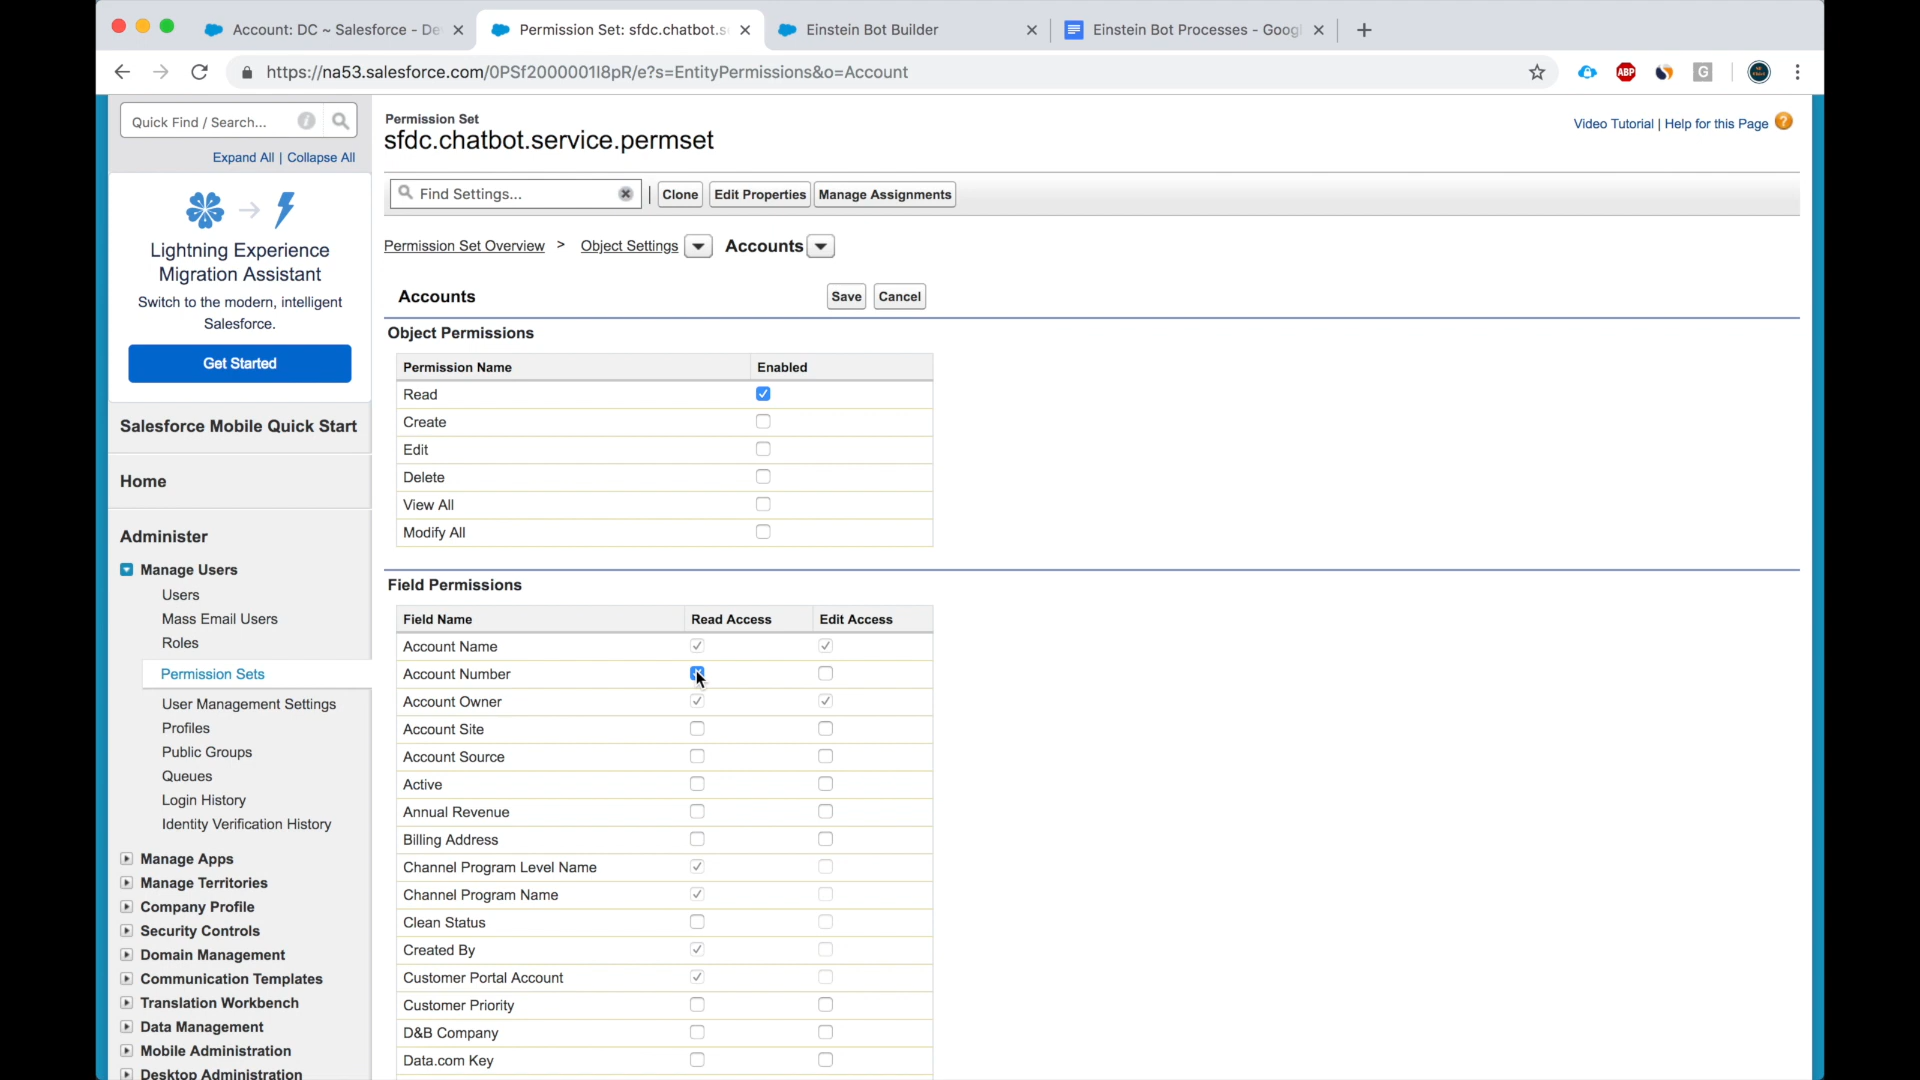 Account: DC ~ Salesforce - De
Permission Set: sfdc.chatbot.s
Einstein Bot Builder
Einstein Bot Processes - Goog
https://na53.salesforce.com/0PSf2000001I8pR/e?s=EntityPermissions&o=Account
ABP
G
Quick Find / Search...
Expand All | Collapse All
Lightning Experience
Migration Assistant
Switch to the modern, intelligent
Salesforce.
Get Started
Salesforce Mobile Quick Start
Home
Administer
Manage Users
Users
Mass Email Users
Roles
Permission Sets
User Management Settings
Profiles
Public Groups
Queues
Login History
Identity Verification History
Manage Apps
Manage Territories
Company Profile
Security Controls
Domain Management
Communication Templates
Translation Workbench
Data Management
Mobile Administration
Desktop Administration
Permission Set
sfdc.chatbot.service.permset
Video Tutorial | Help for this Page ?
Find Settings... | Clone Edit Properties Manage Assignments
Permission Set Overview > Object Settings Accounts
Accounts Save Cancel
Object Permissions
Permission Name Enabled
Read
Create
Edit
Delete
View All
Modify All
Field Permissions
Field Name Read Access Edit Access
Account Name
Account Number
Account Owner
Account Site
Account Source
Active
Annual Revenue
Billing Address
Channel Program Level Name
Channel Program Name
Clean Status
Created By
Customer Portal Account
Customer Priority
D&B Company
Data.com Key